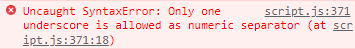 Uncaught SyntaxError: Only one script.js:371
underscore is allowed as numeric separator (at scr
ipt.js:371:18)